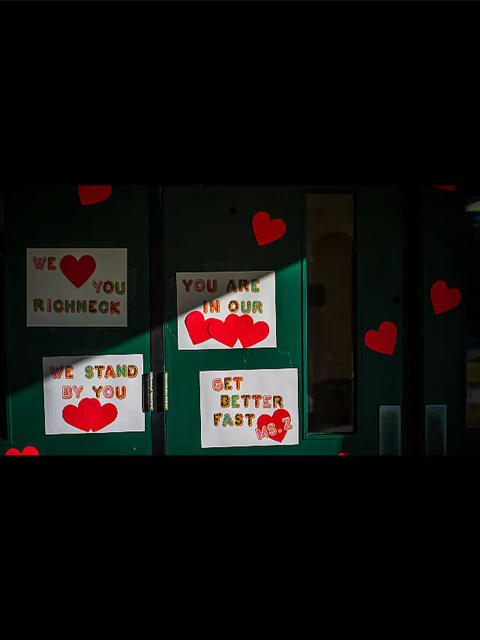 WE
YOU
RICHNECK
YOU ARE
IN OUR
WE STAND
BY YOU
GET
BETTER
FAST
MS. Z